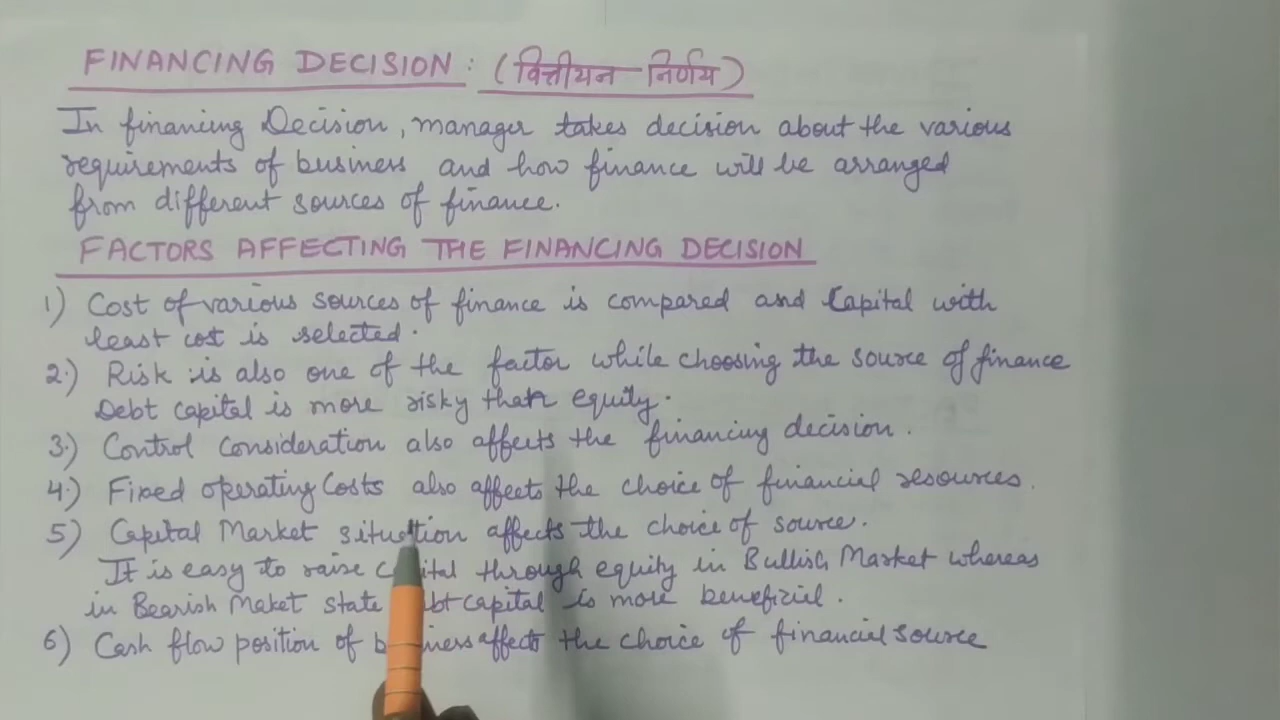 FINANCING DECISION : (वित्तीयन निर्णय)
In financing Decision, manager takes decision about the various
requirements of business and how finance will be arranged
from different sources of finance.
FACTORS AFFECTING THE FINANCING DECISION
1) Cost of various sources of finance is compared and Capital with
least cost is selected.
2.) Risk is also one of the factor while choosing the source of finance
Debt capital is more risky than equity.
3.) Control consideration also affects the financing decision.
4.) Fixed operating Costs also affects the choice of financial resources.
5) Capital Market situation affects the choice of source.
It is easy to raise through equity in Bullish Market whereas
in Bearish Maket state capital is more beneficial.
6) Cash flow position of affects the choice of financial source